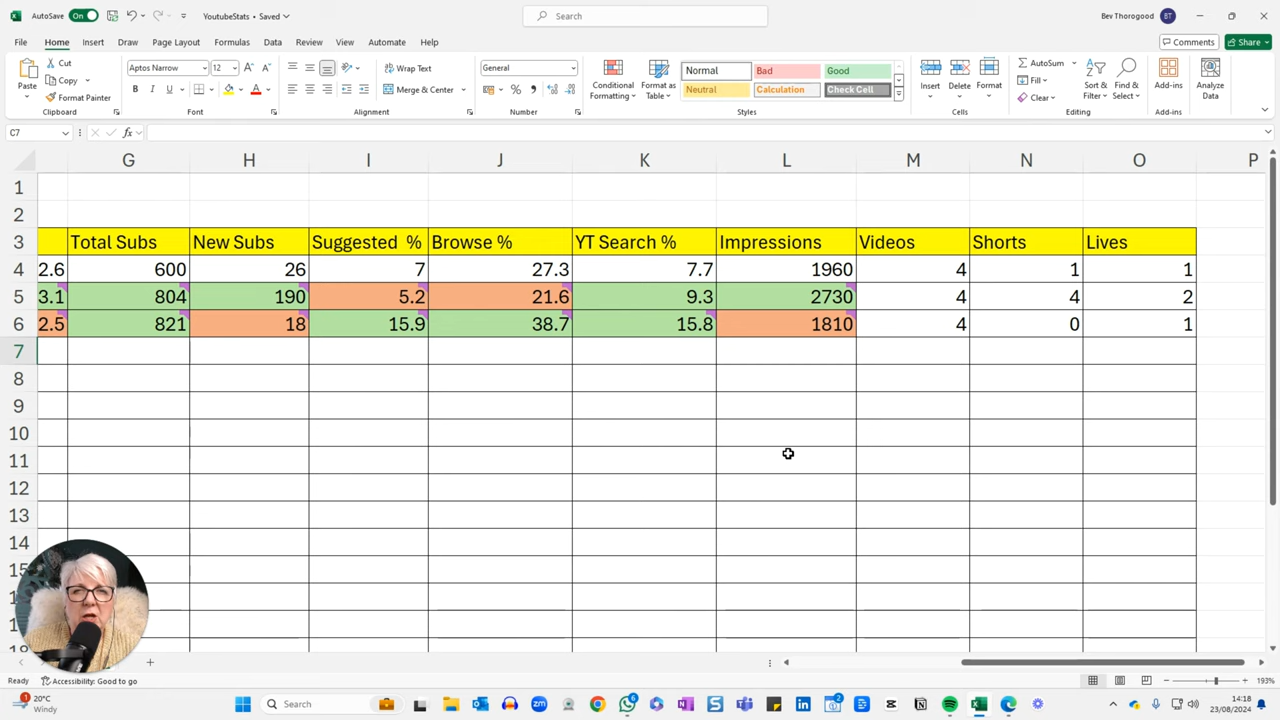 AutoSave On YoutubeStats • Saved Search Bev Thorogood BT
File Home Insert Draw Page Layout Formulas Data Review View Automate Help Comments Share
Paste Cut Copy Format Painter Clipboard
Aptos Narrow 12 B I U Font
Wrap Text Merge & Center Alignment
General % Number
Conditional Formatting Format as Table Normal Bad Good Neutral Calculation Check Cell Styles
Insert Delete Format Cells
AutoSum Fill Clear Sort & Filter Find & Select Editing
Add-ins Add-ins
Analyze Data
C7 fx
G H I J K L M N O P
1
2
3 Total Subs New Subs Suggested % Browse % YT Search % Impressions Videos Shorts Lives
4 2.6 600 26 7 27.3 7.7 1960 4 1 1
5 3.1 804 190 5.2 21.6 9.3 2730 4 4 2
6 2.5 821 18 15.9 38.7 15.8 1810 4 0 1
7
8
9
10
11
12
13
14
Ready Accessibility: Good to go 193%
20°C
Windy
Search 14:18
23/08/2024